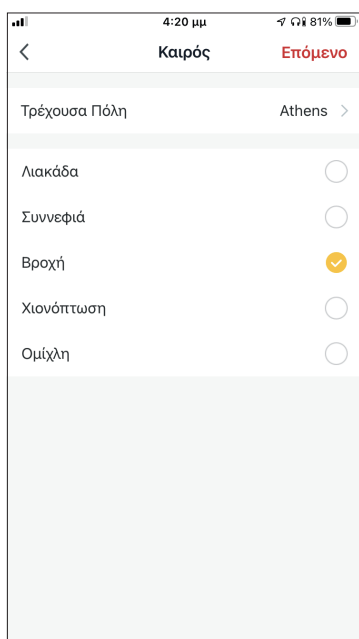 4:20 μμ 81%
Καιρός Επόμενο
Τρέχουσα Πόλη Athens
Λιακάδα
Συννεφιά
Βροχή
Χιονόπτωση
Ομίχλη